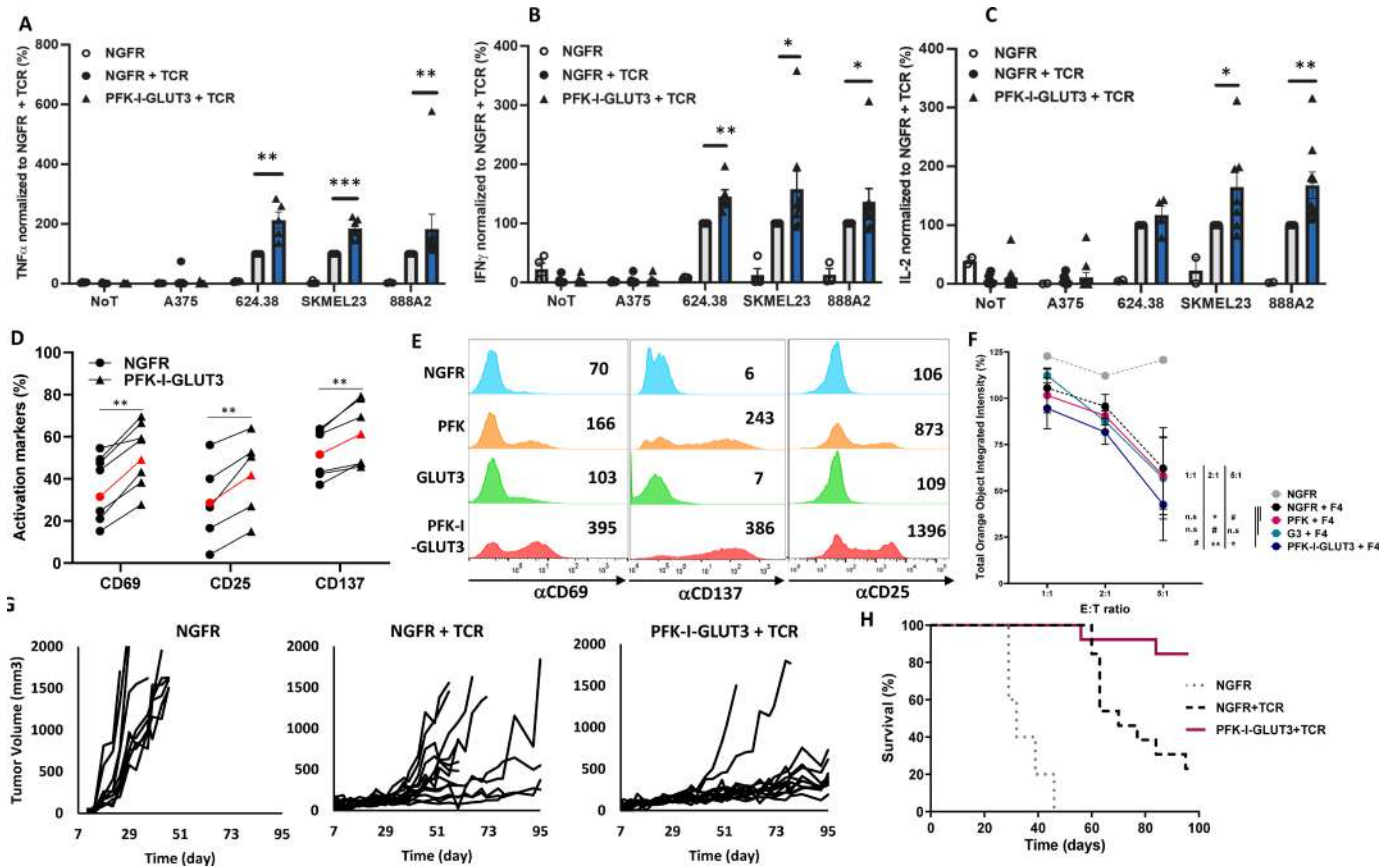 A
TNFα normalized to NGFR + TCR (%)
800
600
400
200
0
NGFR
NGFR + TCR
PFK-I-GLUT3 + TCR
**
***
**
NoT
A375
624.38
SKMEL23
888A2
B
IFNγ normalized to NGFR + TCR (%)
400
300
200
100
0
NGFR
NGFR + TCR
PFK-I-GLUT3 + TCR
**
*
*
NoT
A375
624.38
SKMEL23
888A2
C
IL-2 normalized to NGFR + TCR (%)
400
300
200
100
0
NGFR
NGFR + TCR
PFK-I-GLUT3 + TCR
*
**
NoT
A375
624.38
SKMEL23
888A2
D
Activation markers (%)
100
80
60
40
20
0
NGFR
PFK-I-GLUT3
**
**
**
CD69
CD25
CD137
E
NGFR
70
6
106
PFK
166
243
873
GLUT3
103
7
109
PFK-I
-GLUT3
395
386
1396
αCD69
αCD137
αCD25
F
Total Orange Object Integrated Intensity (%)
125
100
75
50
25
0
1:1
2:1
5:1
E:T ratio
1:1
2:1
5:1
n.s
*
#
n.s
#
n.s
#
**
*
NGFR
NGFR + F4
PFK + F4
G3 + F4
PFK-I-GLUT3 + F4
NGFR
Tumor Volume (mm3)
2000
1500
1000
500
0
7
29
51
73
95
Time (day)
NGFR + TCR
2000
1500
1000
500
0
7
29
51
73
95
Time (day)
PFK-I-GLUT3 + TCR
2000
1500
1000
500
0
7
29
51
73
95
Time (day)
H
Survival (%)
100
80
60
40
20
0
0
20
40
60
80
100
Time (days)
NGFR
NGFR+TCR
PFK-I-GLUT3+TCR